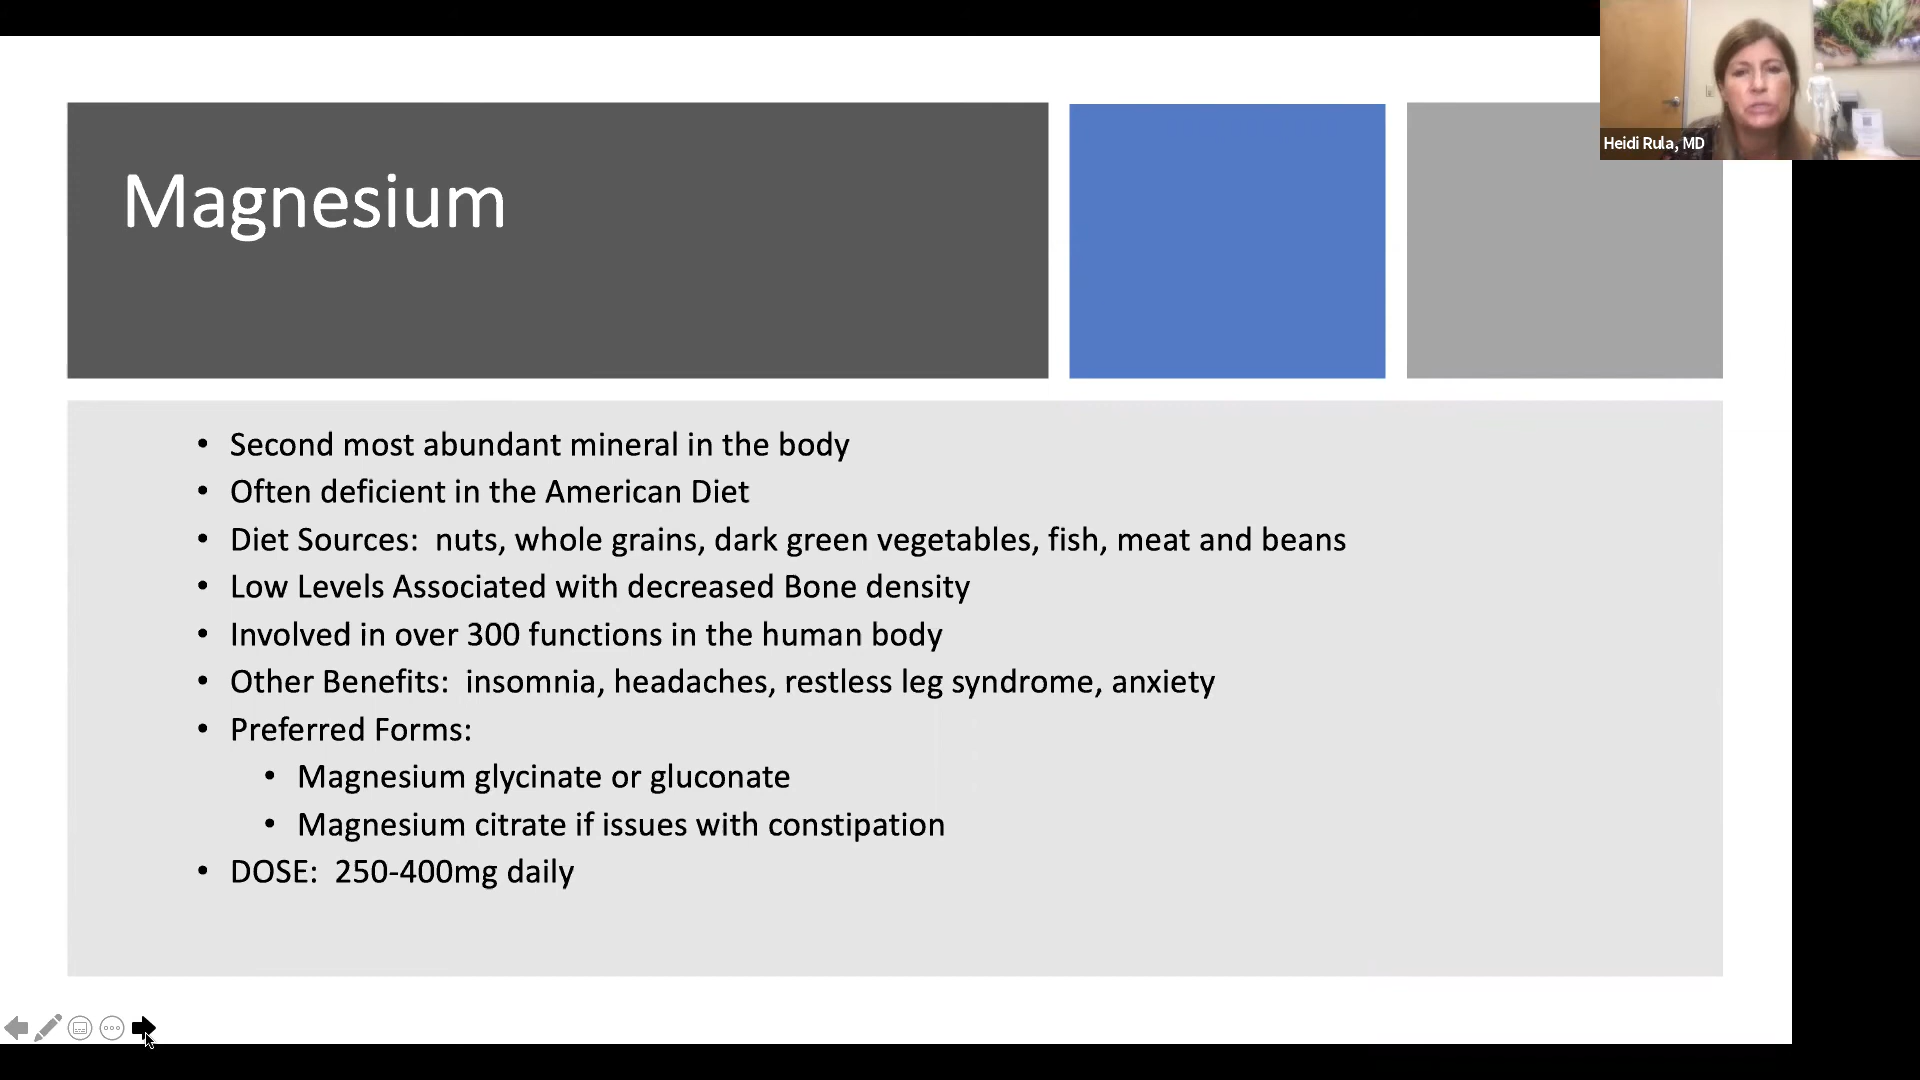 Heidi Rula, MD
Magnesium
• Second most abundant mineral in the body
• Often deficient in the American Diet
• Diet Sources:  nuts, whole grains, dark green vegetables, fish, meat and beans
• Low Levels Associated with decreased Bone density
• Involved in over 300 functions in the human body
• Other Benefits:  insomnia, headaches, restless leg syndrome, anxiety
• Preferred Forms:
• Magnesium glycinate or gluconate
• Magnesium citrate if issues with constipation
• DOSE:  250-400mg daily